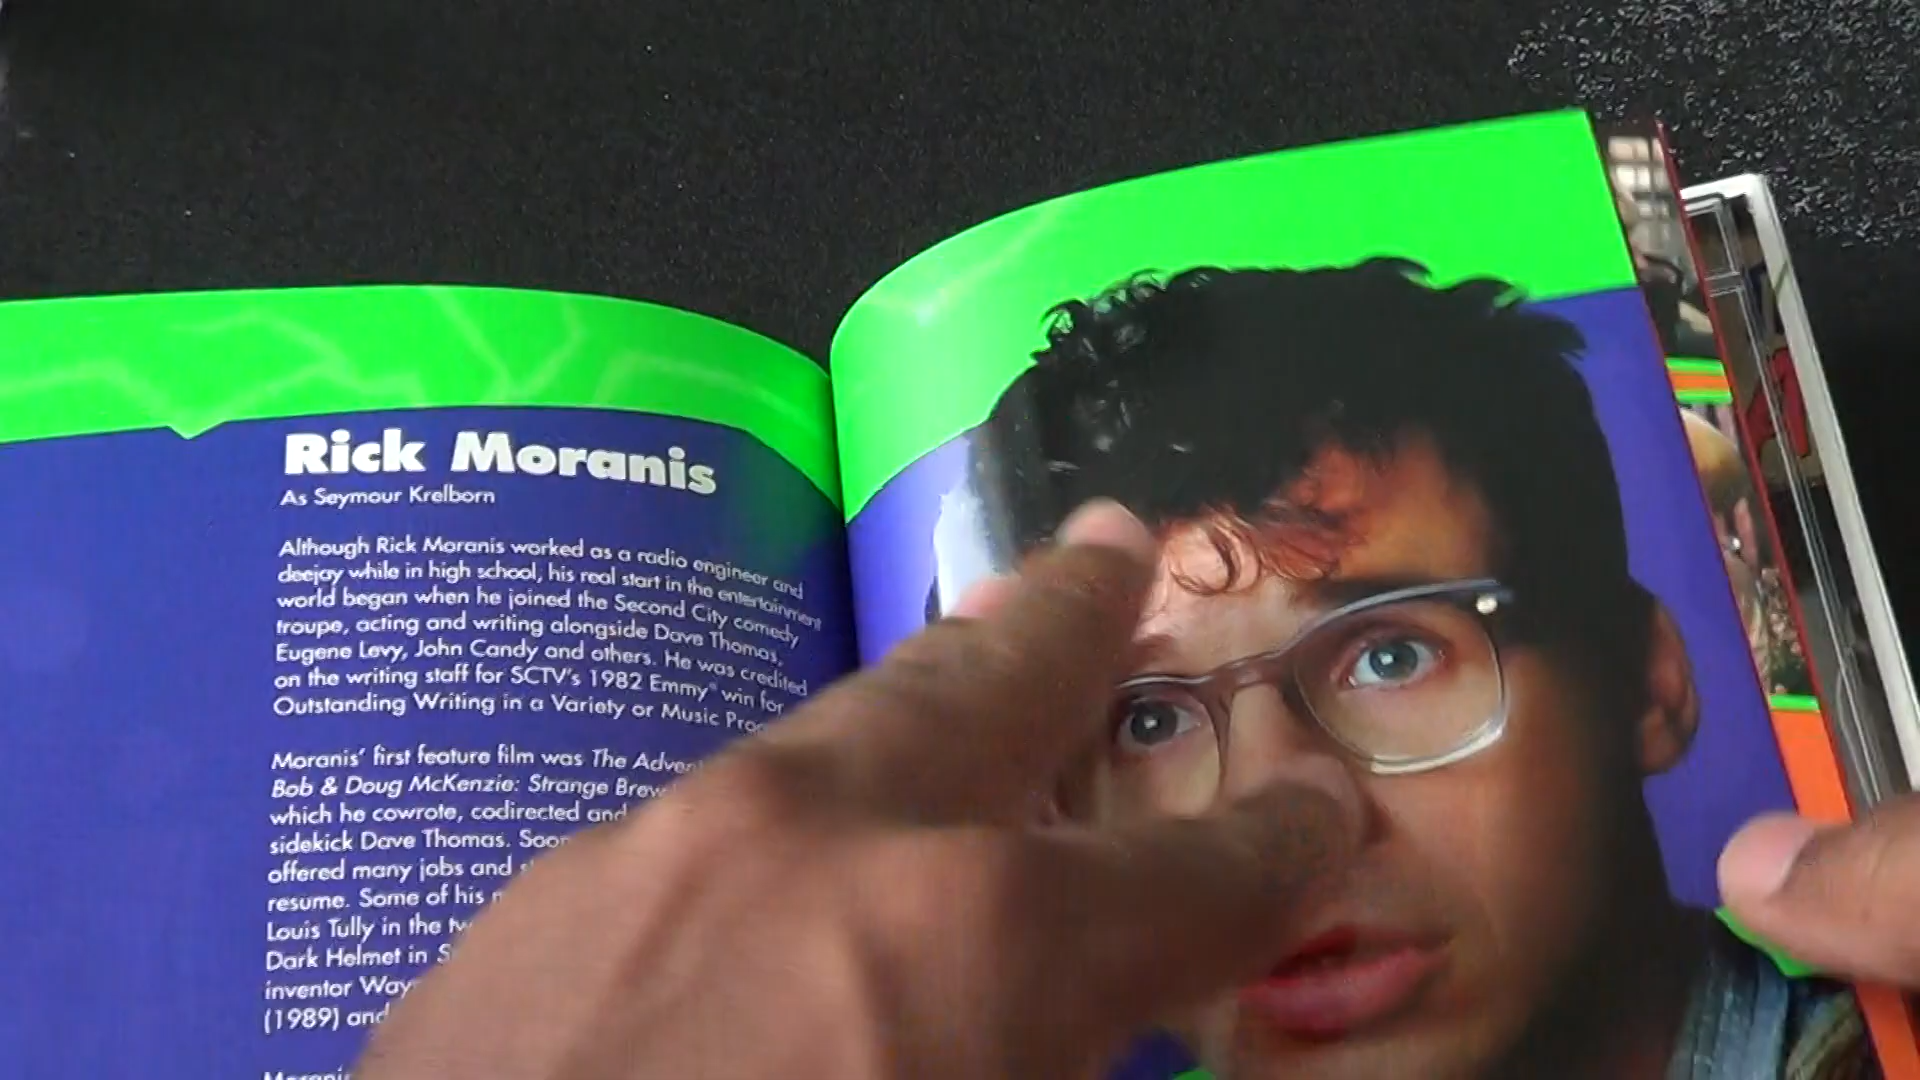 Rick Moranis
As Seymour Krelborn
Although Rick Moranis worked as a radio engineer and
deejay while in high school, his real start in the entertainment
world began when he joined the Second City comedy
troupe, acting and writing alongside Dave Thomas,
Eugene Levy, John Candy and others. He was credited
on the writing staff for SCTV's 1982 Emmy® win for
Outstanding Writing in a Variety or Music
Moranis' first feature film was The
Bob & Doug McKenzie: Strange Brew
which he cowrote, codirected and
sidekick Dave Thomas.
offered many jobs and
resume. Some of his
Louis Tully in the
Dark Helmet in
inventor
(1989) and